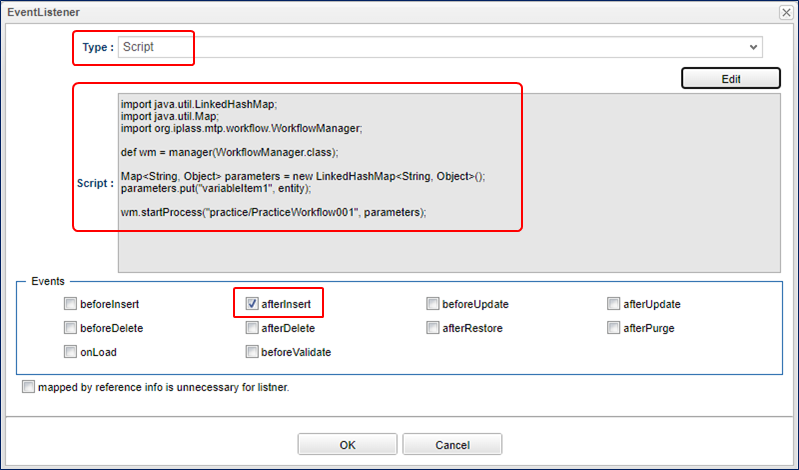 EventListener
Type : Script
Edit
Script :
import java.util.LinkedHashMap;
import java.util.Map;
import org.iplass.mtp.workflow.WorkflowManager;
def wm = manager(WorkflowManager.class);
Map<String, Object> parameters = new LinkedHashMap<String, Object>();
parameters.put("variableItem1", entity);
wm.startProcess("practice/PracticeWorkflow001", parameters);
Events
beforeInsert afterInsert beforeUpdate afterUpdate
beforeDelete afterDelete afterRestore afterPurge
onLoad beforeValidate
mapped by reference info is unnecessary for listner.
OK Cancel